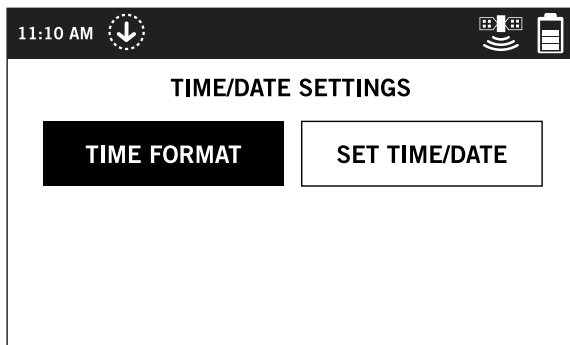 11:10 AM
TIME/DATE SETTINGS
TIME FORMAT
SET TIME/DATE